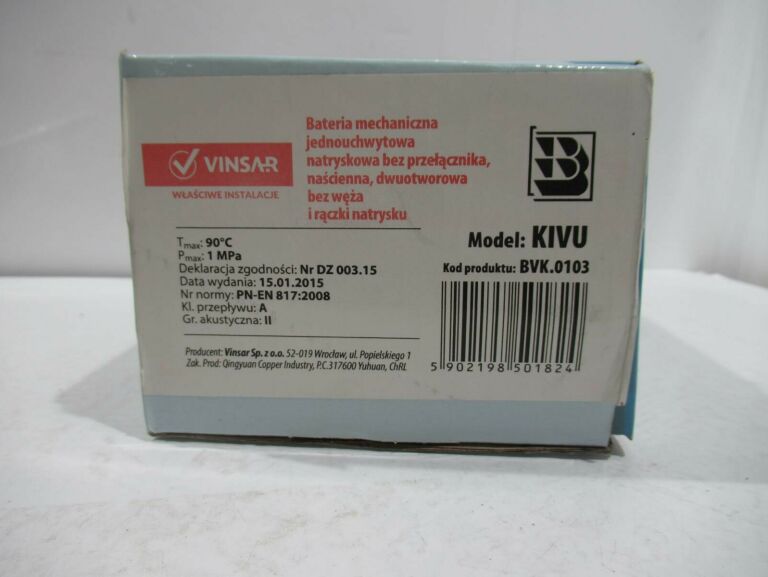 VINSAR
WŁAŚCIWE INSTALACJE
Bateria mechaniczna
jednouchwytowa
natryskowa bez przełącznika,
naścienna, dwuotworowa
bez węża
i rączki natrysku
B
Tmax: 90°C
Pmax: 1 MPa
Deklaracja zgodności: Nr DZ 003.15
Data wydania: 15.01.2015
Nr normy: PN-EN 817:2008
Kl. przepływu: A
Gr. akustyczna: II
Producent: Vinsar Sp. z o.o. 52-019 Wrocław, ul. Popielskiego 1
Zak. Prod: Qingyuan Copper Industry, P.C.317600 Yuhuan, ChRL
Model: KIVU
Kod produktu: BVK.0103
5 902198 501824